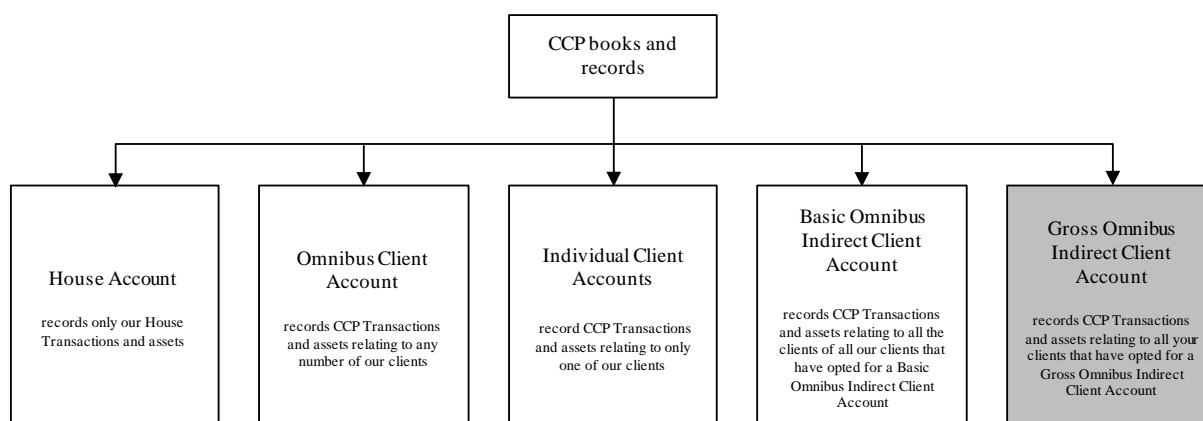 CCP books and
records
House Account
records only our House
Transactions and assets
Omnibus Client
Account
records CCP Transactions
and assets relating to any
number of our clients
Individual Client
Accounts
record CCP Transactions
and assets relating to only
one of our clients
Basic Omnibus
Indirect Client
Account
records CCP Transactions
and assets relating to all the
clients of all our clients that
have opted for a Basic
Omnibus Indirect Client
Account
Gross Omnibus
Indirect Client
Account
records CCP Transactions
and assets relating to all your
clients that have opted for a
Gross Omnibus Indirect
Client Account